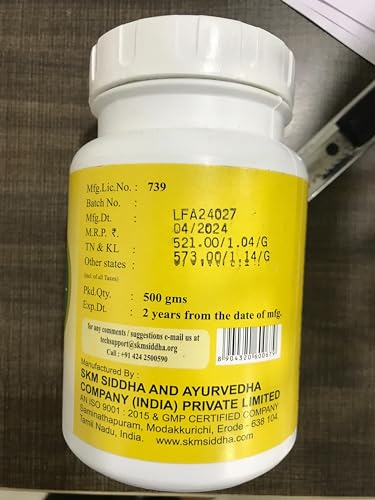 Mfg.Lic.No. : 739
Batch No. : LFA24027
Mfg.Dt. : 04/2024
M.R.P. ₹. 521.00/1.04/G
TN & KL : 573.00/1.14/G
Other states :
(incl. of all Taxes)
Pkd.Qty. : 500 gms
Exp.Dt. : 2 years from the date of mfg.
for any comments / suggestions e-mail us at
techsupport@skmsiddha.org
Call : +91 424 2500590
Manufactured By :
SKM SIDDHA AND AYURVEDHA
COMPANY (INDIA) PRIVATE LIMITED
AN ISO 9001 : 2015 & GMP CERTIFIED COMPANY
Saminathapuram, Modakkurichi, Erode - 638 104.
Tamil Nadu, India. www.skmsiddha.com